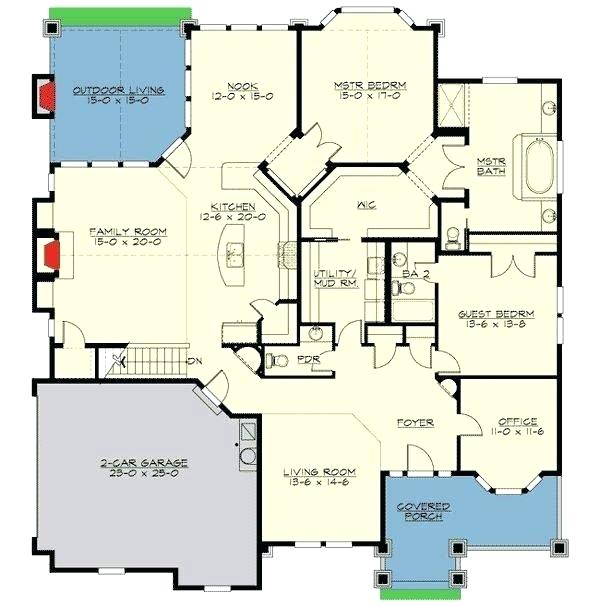 OUTDOOR LIVING
15-0 x 15-0
NOOK
12-0 x 15-0
MSTR BEDRM
15-0 x 17-0
MSTR
BATH
KITCHEN
12-6 x 20-0
WIC
FAMILY ROOM
15-0 x 20-0
UTILITY/
MUD RM.
BA 2
GUEST BEDRM
13-6 x 13-8
PDR
DN
FOYER
OFFICE
11-0 x 11-6
2-CAR GARAGE
23-0 x 25-0
LIVING ROOM
13-6 x 14-6
COVERED
PORCH